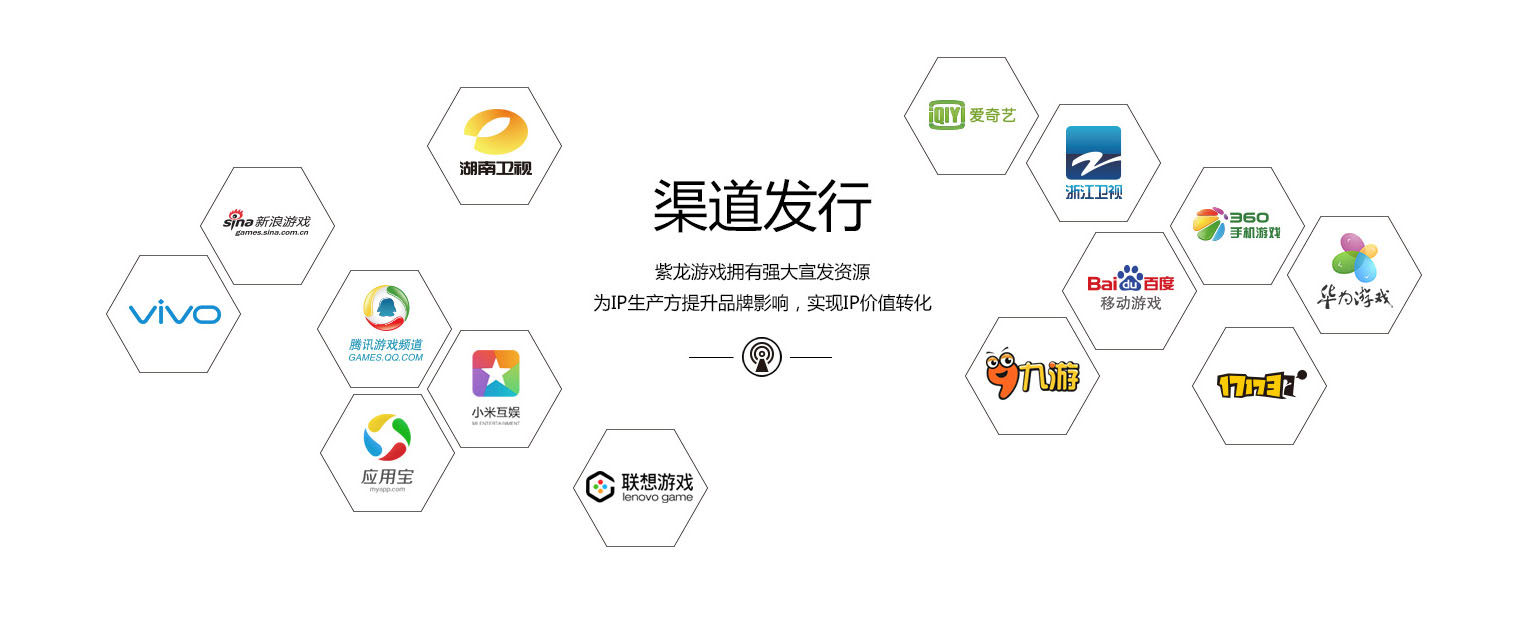 iQIY 爱奇艺
湖南卫视
浙江卫视
sina 新浪游戏
games.sina.com.cn
渠道发行
360
手机游戏
vivo
紫龙游戏拥有强大宣发资源
为IP生产方提升品牌影响，实现IP价值转化
Bai du 百度
移动游戏
华为游戏
腾讯游戏频道
GAMES.QQ.COM
小米互娱
MI ENTERTAINMENT
9 九游
17173
应用宝
myapp.com
联想游戏
lenovo game